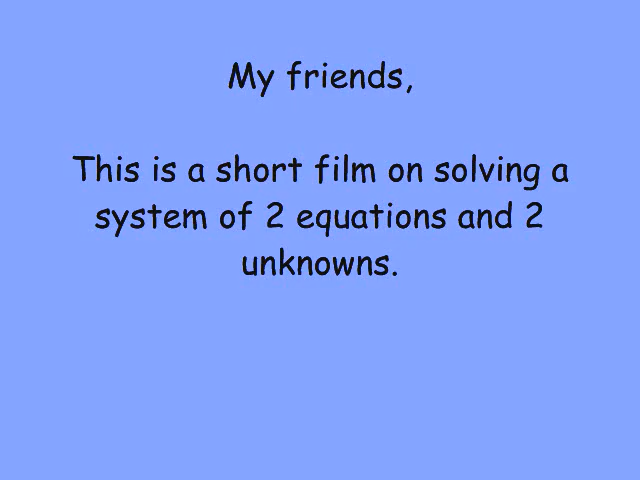 My friends,
This is a short film on solving a
system of 2 equations and 2
unknowns.